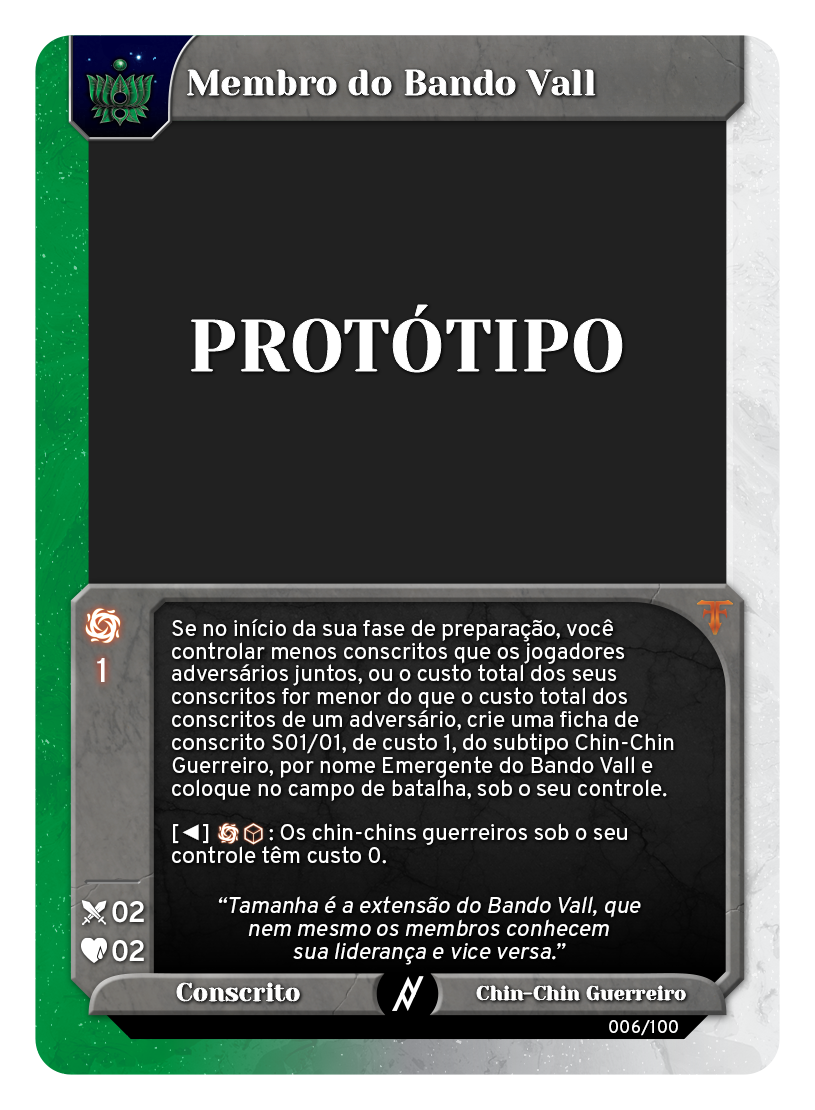 Membro do Bando Vall
PROTÓTIPO
1
Se no início da sua fase de preparação, você
controlar menos conscritos que os jogadores
adversários juntos, ou o custo total dos seus
conscritos for menor do que o custo total dos
conscritos de um adversário, crie uma ficha de
conscrito S01/01, de custo 1, do subtipo Chin-Chin
Guerreiro, por nome Emergente do Bando Vall e
coloque no campo de batalha, sob o seu controle.
[◄] : Os chin-chins guerreiros sob o seu
controle têm custo 0.
“Tamanha é a extensão do Bando Vall, que
nem mesmo os membros conhecem
sua liderança e vice versa.”
02
02
Conscrito
Chin-Chin Guerreiro
006/100